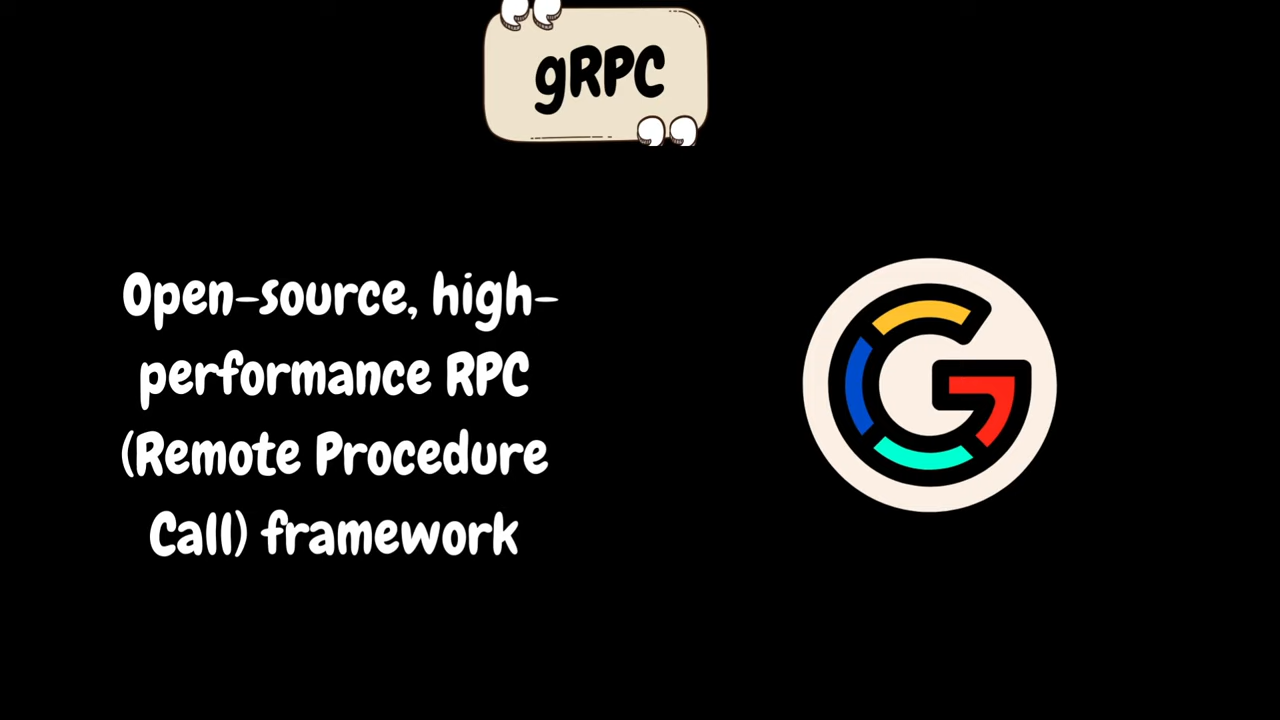 gRPC
Open-source, high-
performance RPC
(Remote Procedure
Call) framework